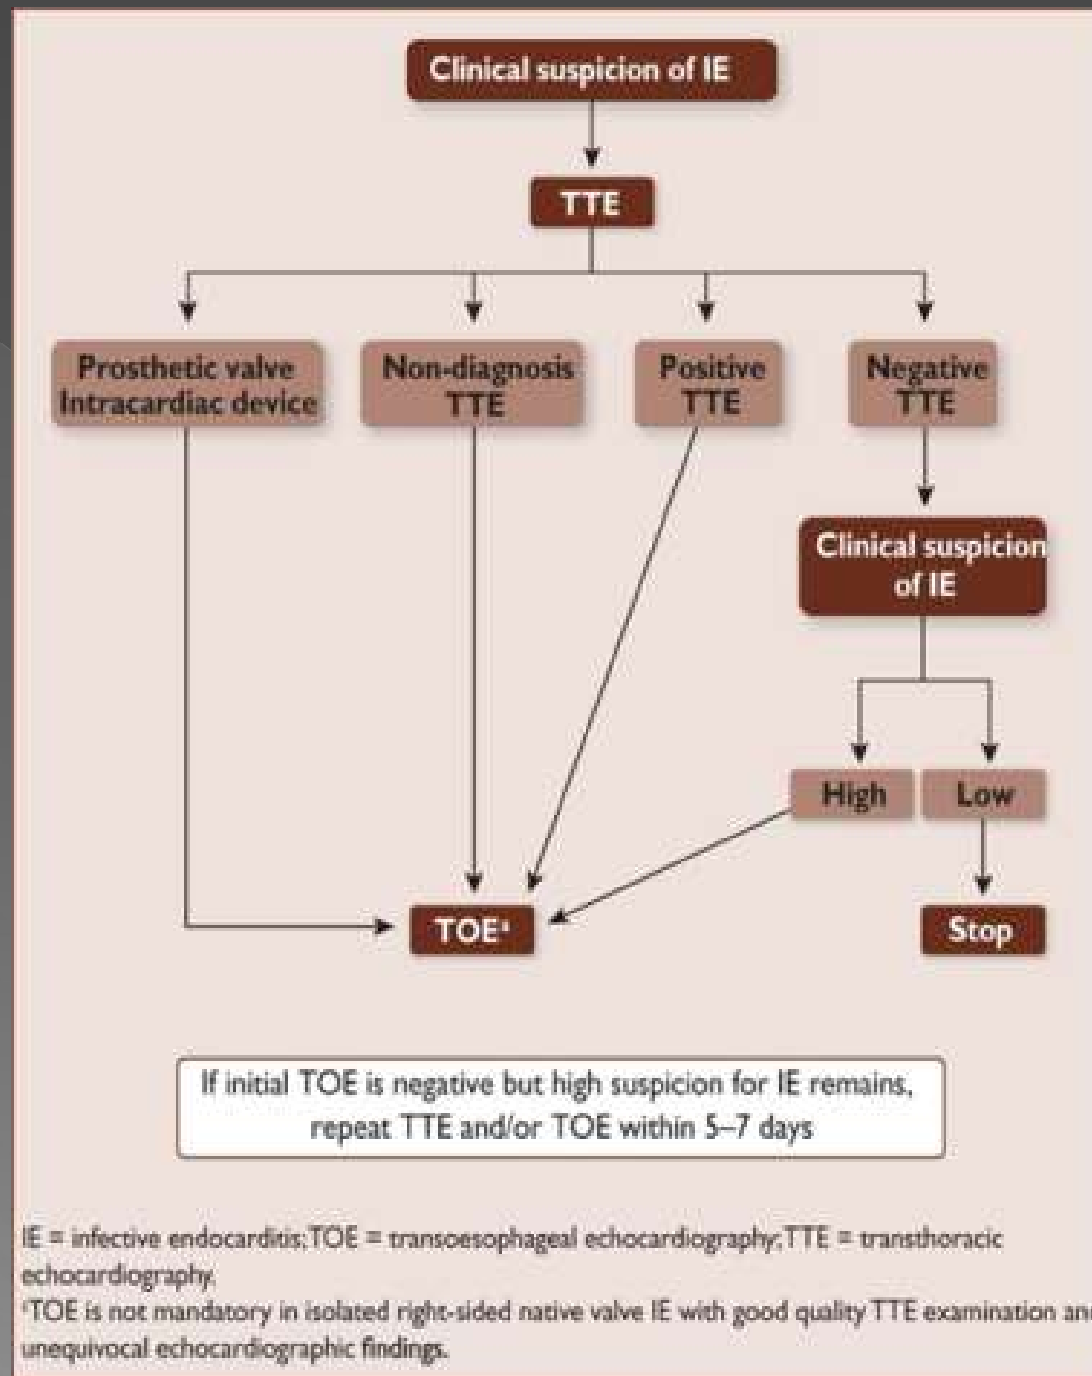 Clinical suspicion of IE
TTE
Prosthetic valve
Intracardiac device
Non-diagnosis
TTE
Positive
TTE
Negative
TTE
Clinical suspicion
of IE
High
Low
TOEª
Stop
If initial TOE is negative but high suspicion for IE remains,
repeat TTE and/or TOE within 5–7 days
IE = infective endocarditis; TOE = transoesophageal echocardiography; TTE = transthoracic
echocardiography.
ªTOE is not mandatory in isolated right-sided native valve IE with good quality TTE examination and
unequivocal echocardiographic findings.